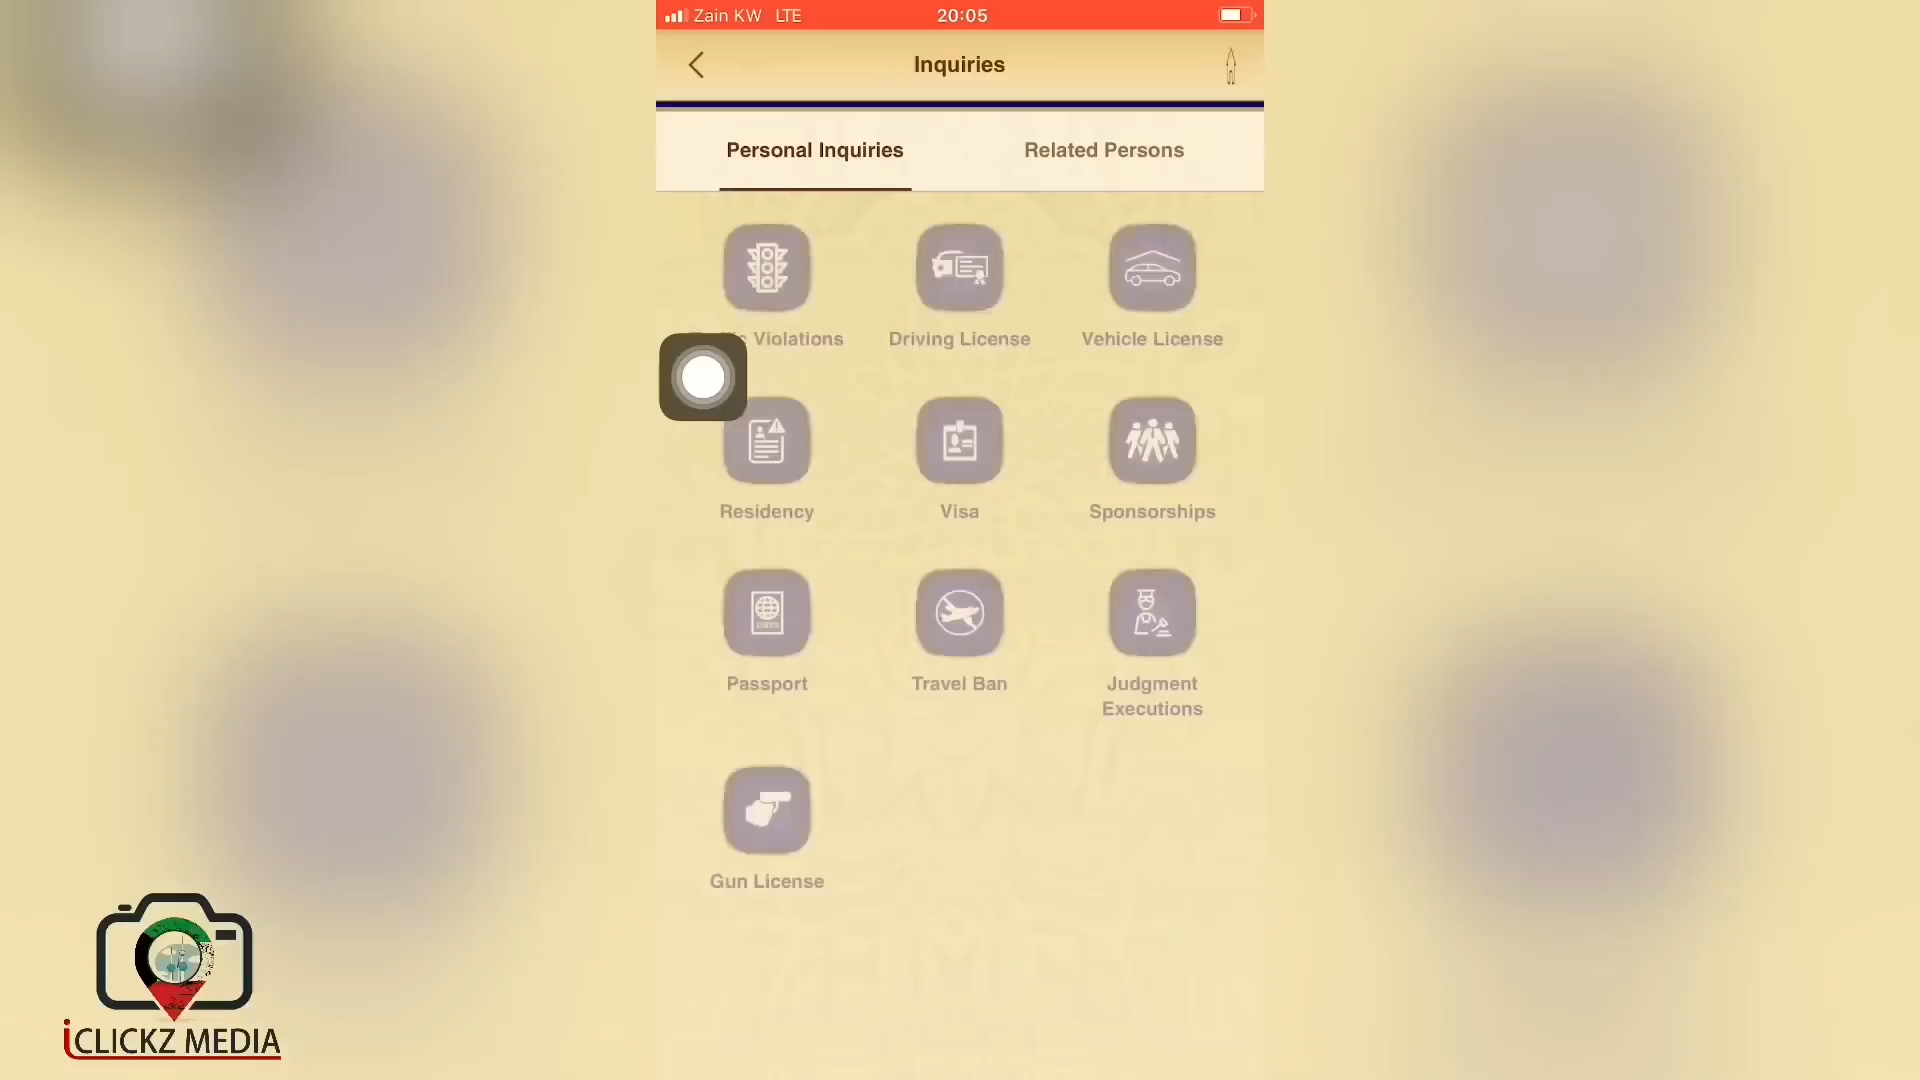 Zain KW LTE 20:05
Inquiries
Personal Inquiries Related Persons
Violations Driving License Vehicle License
Residency Visa Sponsorships
Passport Travel Ban Judgment
Executions
Gun License
iCLICKZ MEDIA